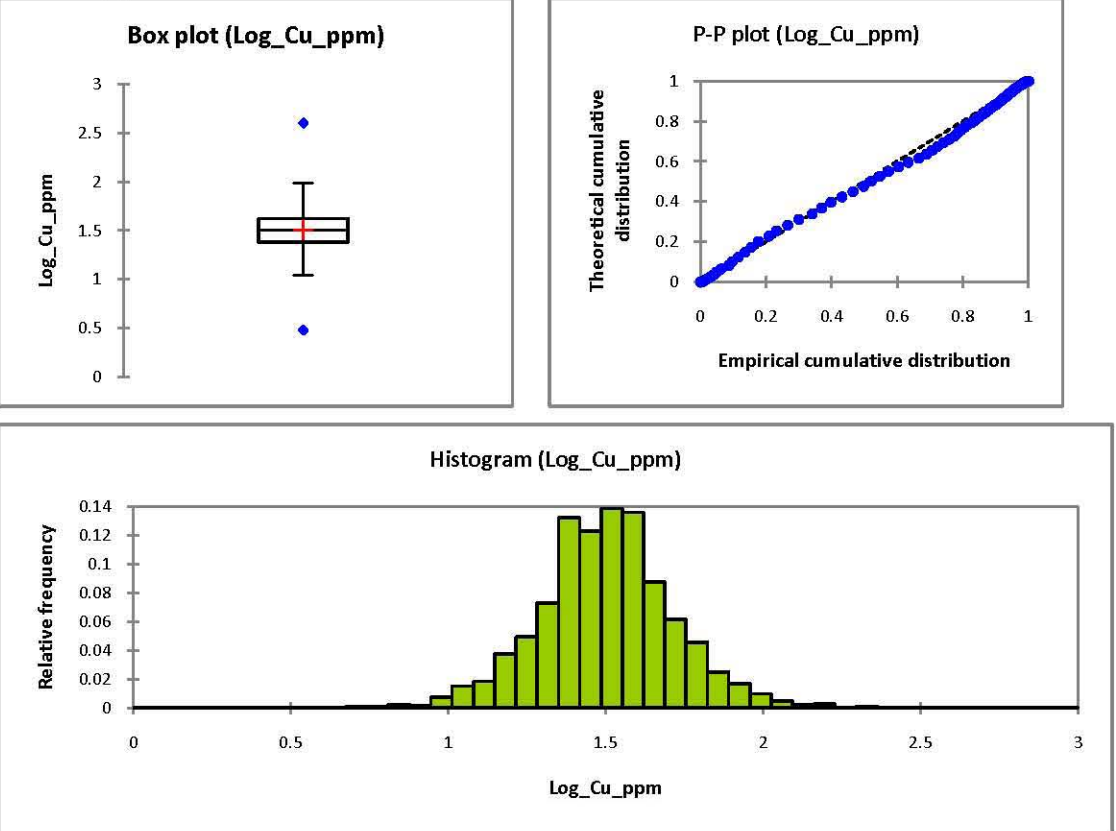 Box plot (Log_Cu_ppm)
3
2.5
2
1.5
1
0.5
0
Log_Cu_ppm
P-P plot (Log_Cu_ppm)
1
0.8
0.6
0.4
0.2
0
Theoretical cumulative
distribution
0 0.2 0.4 0.6 0.8 1
Empirical cumulative distribution
Histogram (Log_Cu_ppm)
0.14
0.12
0.1
0.08
0.06
0.04
0.02
0
Relative frequency
0 0.5 1 1.5 2 2.5 3
Log_Cu_ppm